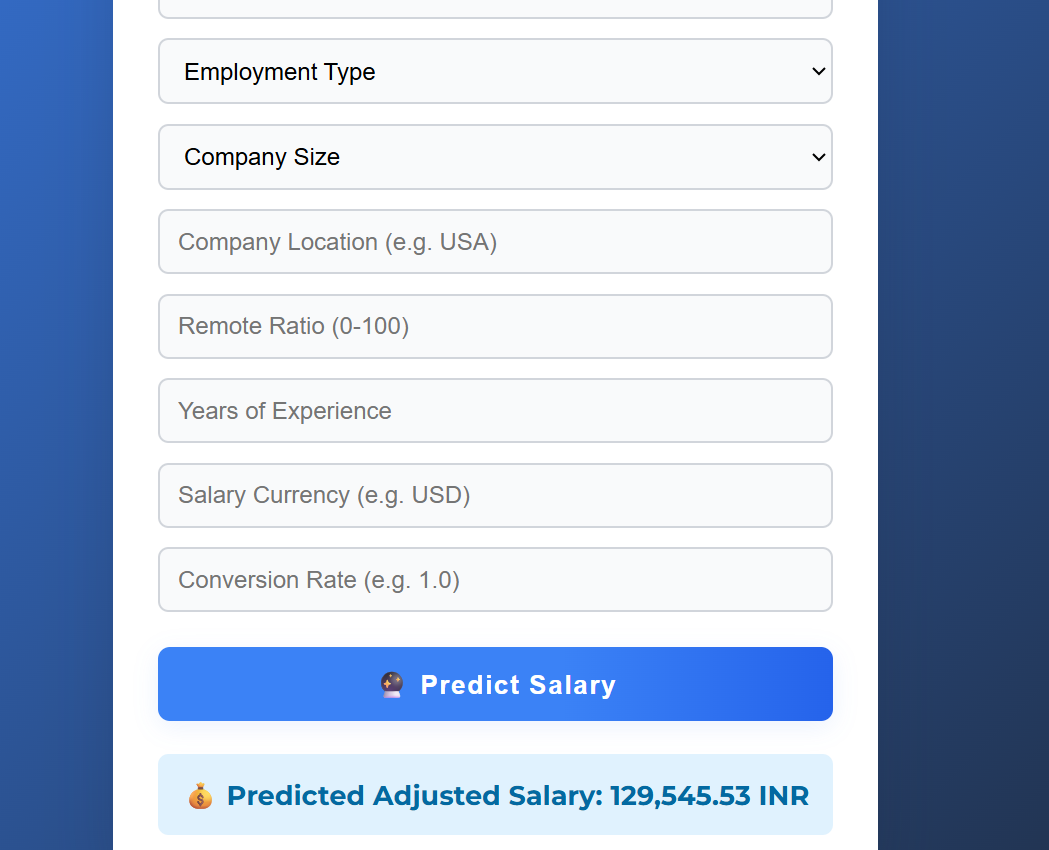 Employment Type
Company Size
Company Location (e.g. USA)
Remote Ratio (0-100)
Years of Experience
Salary Currency (e.g. USD)
Conversion Rate (e.g. 1.0)
🔮 Predict Salary
💰 Predicted Adjusted Salary: 129,545.53 INR